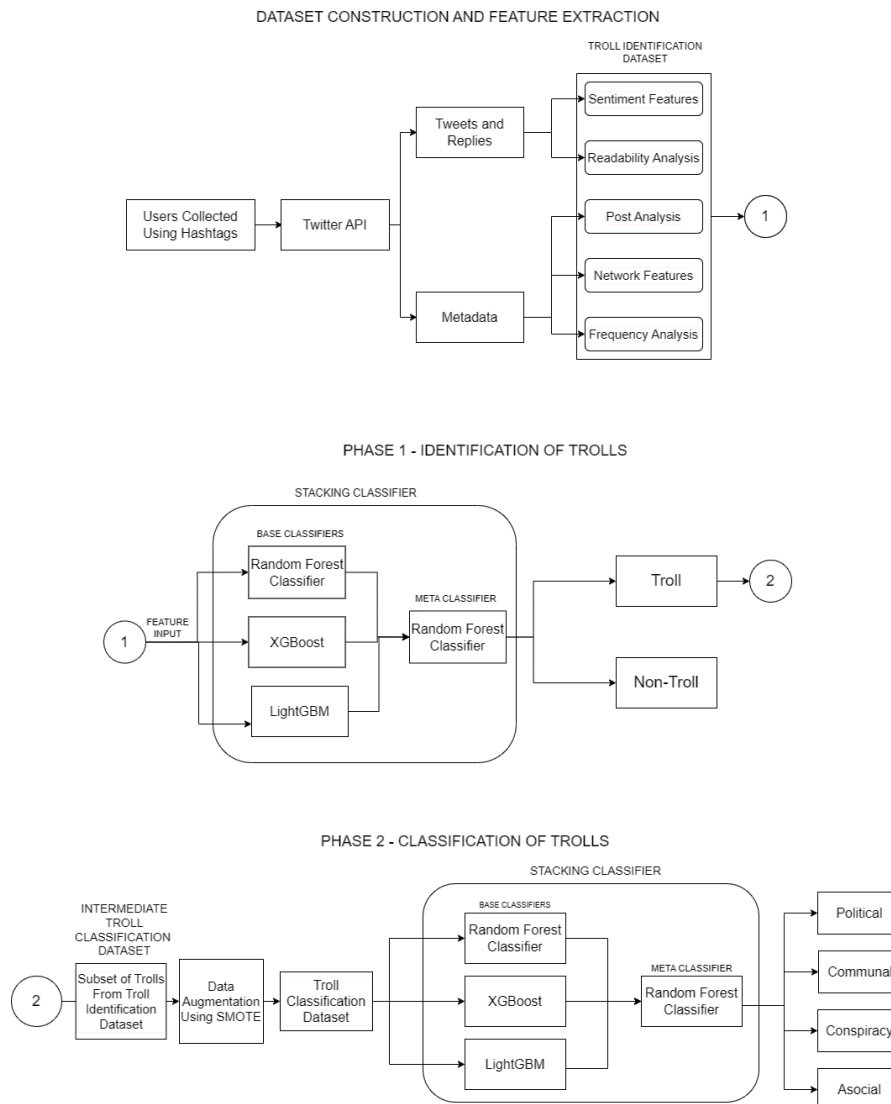 DATASET CONSTRUCTION AND FEATURE EXTRACTION
TROLL IDENTIFICATION
DATASET
Sentiment Features
Tweets and
Replies
Readability Analysis
Users Collected
Using Hashtags
Twitter API
Post Analysis
1
Network Features
Metadata
Frequency Analysis
PHASE 1 - IDENTIFICATION OF TROLLS
STACKING CLASSIFIER
BASE CLASSIFIERS
Random Forest
Classifier
Troll
2
META CLASSIFIER
1
FEATURE
INPUT
XGBoost
Random Forest
Classifier
Non-Troll
LightGBM
PHASE 2 - CLASSIFICATION OF TROLLS
STACKING CLASSIFIER
INTERMEDIATE
TROLL
CLASSIFICATION
DATASET
BASE CLASSIFIERS
Random Forest
Classifier
Political
META CLASSIFIER
Communal
2
Subset of Trolls
From Troll
Identification
Dataset
Data
Augmentation
Using SMOTE
Troll
Classification
Dataset
XGBoost
Random Forest
Classifier
Conspiracy
LightGBM
Asocial